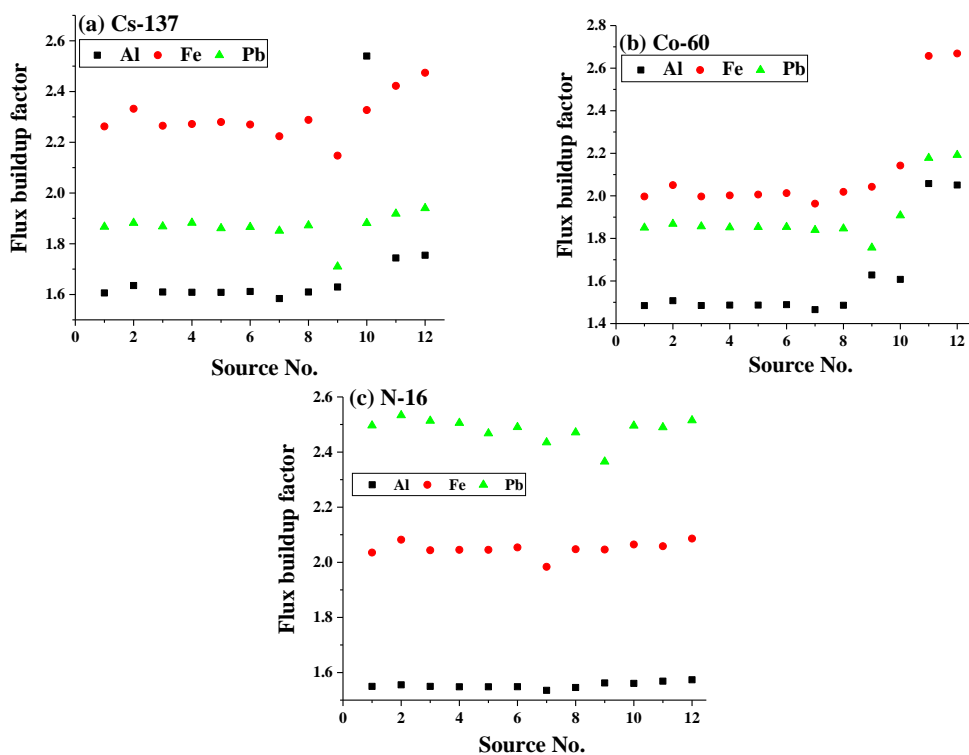 (a) Cs-137
Al Fe Pb
2.6
2.4
2.2
2.0
1.8
1.6
Flux buildup factor
0 2 4 6 8 10 12
Source No.
(b) Co-60
Al Fe Pb
2.8
2.6
2.4
2.2
2.0
1.8
1.6
1.4
Flux buildup factor
0 2 4 6 8 10 12
Source No.
(c) N-16
Al Fe Pb
2.6
2.4
2.2
2.0
1.8
1.6
Flux buildup factor
0 2 4 6 8 10 12
Source No.